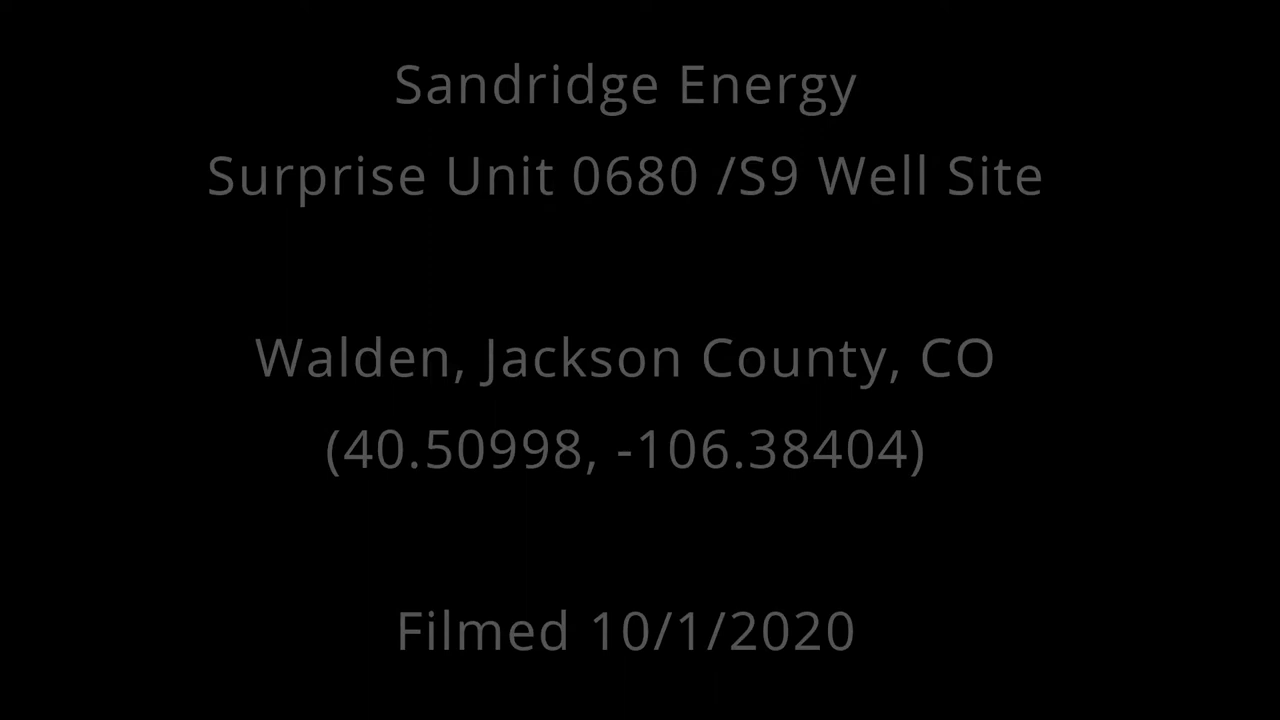 Sandridge Energy
Surprise Unit 0680 /S9 Well Site
Walden, Jackson County, CO
(40.50998, -106.38404)
Filmed 10/1/2020